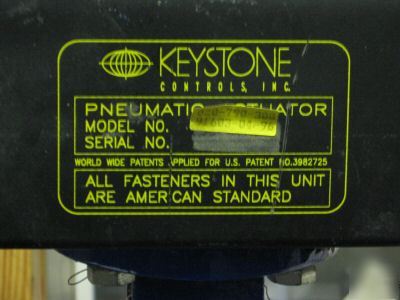 KEYSTONE
CONTROLS, INC.
PNEUMATIC ACTUATOR
MODEL NO.
SERIAL NO.
WORLD WIDE PATENTS APPLIED FOR U.S. PATENT NO.3982725
ALL FASTENERS IN THIS UNIT
ARE AMERICAN STANDARD